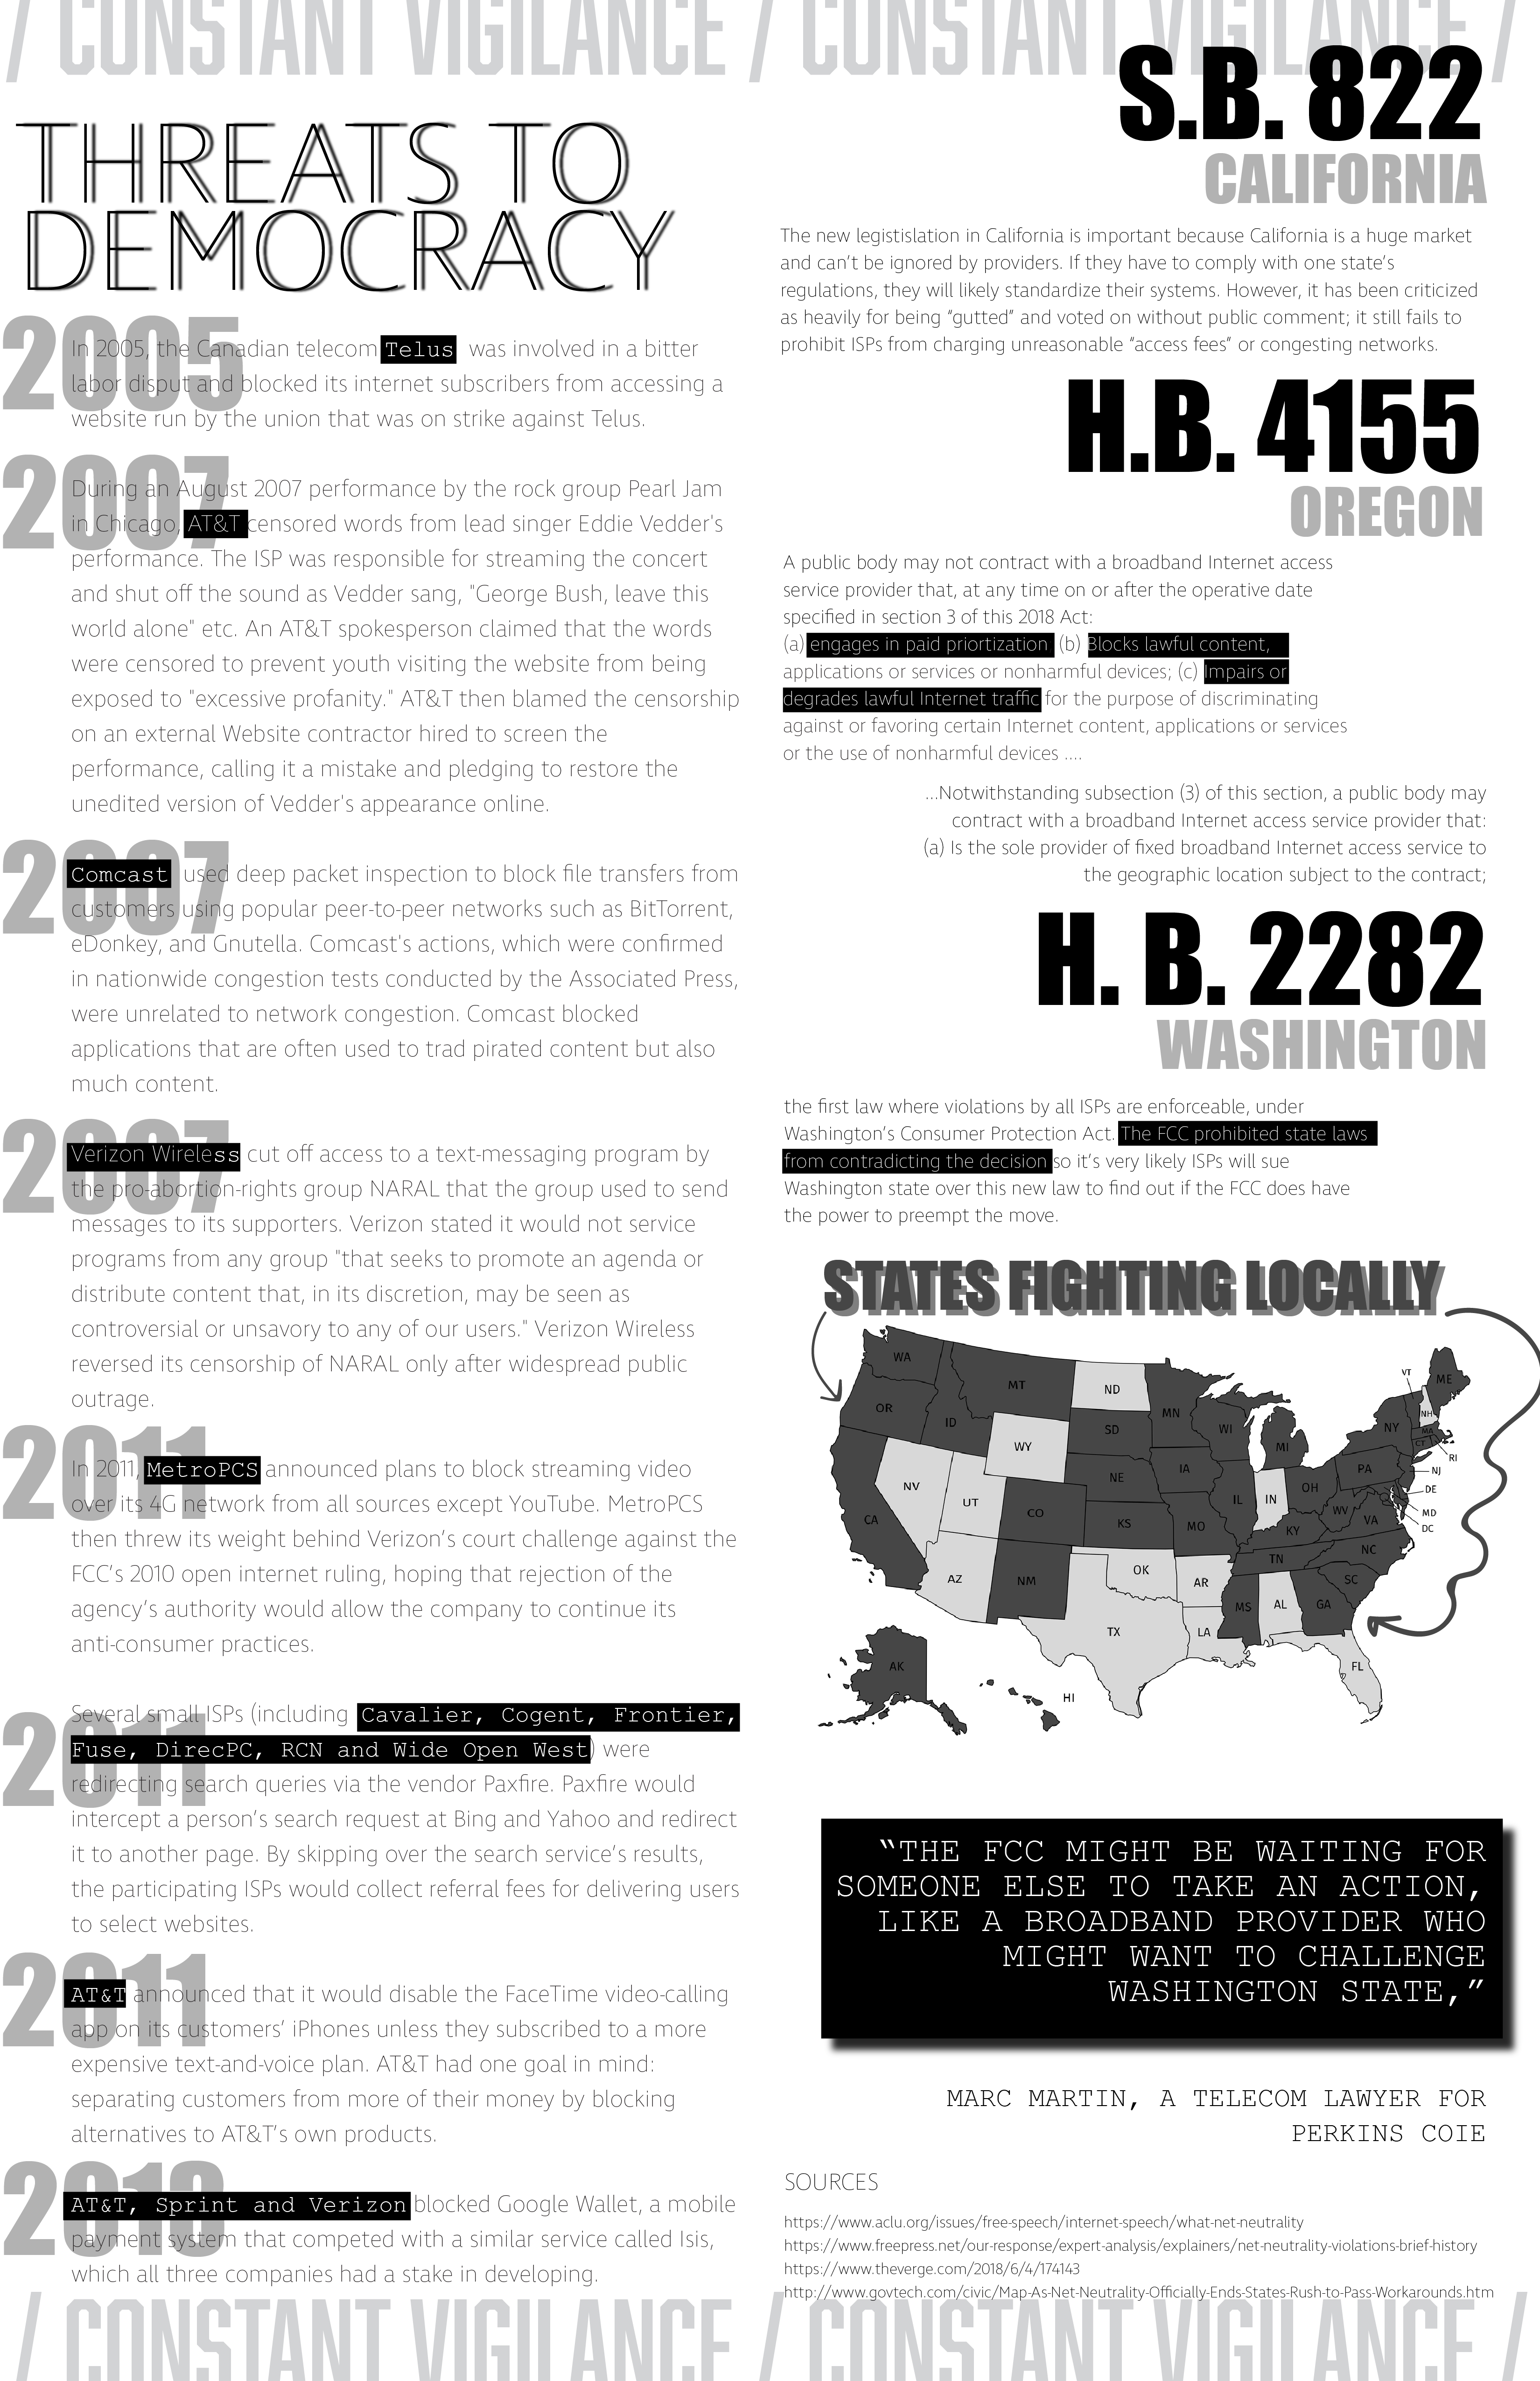 / CONSTANT VIGILANCE / CONSTANT VIGILANCE /
THREATS TO
DEMOCRACY
2005
In 2005, the Canadian telecom Telus was involved in a bitter
labor disput and blocked its internet subscribers from accessing a
website run by the union that was on strike against Telus.
2007
During an August 2007 performance by the rock group Pearl Jam
in Chicago, AT&T censored words from lead singer Eddie Vedder's
performance. The ISP was responsible for streaming the concert
and shut off the sound as Vedder sang, "George Bush, leave this
world alone" etc. An AT&T spokesperson claimed that the words
were censored to prevent youth visiting the website from being
exposed to "excessive profanity." AT&T then blamed the censorship
on an external Website contractor hired to screen the
performance, calling it a mistake and pledging to restore the
unedited version of Vedder's appearance online.
2007
Comcast used deep packet inspection to block file transfers from
customers using popular peer-to-peer networks such as BitTorrent,
eDonkey, and Gnutella. Comcast's actions, which were confirmed
in nationwide congestion tests conducted by the Associated Press,
were unrelated to network congestion. Comcast blocked
applications that are often used to trad pirated content but also
much content.
2007
Verizon Wireless cut off access to a text-messaging program by
the pro-abortion-rights group NARAL that the group used to send
messages to its supporters. Verizon stated it would not service
programs from any group "that seeks to promote an agenda or
distribute content that, in its discretion, may be seen as
controversial or unsavory to any of our users." Verizon Wireless
reversed its censorship of NARAL only after widespread public
outrage.
2011
In 2011, MetroPCS announced plans to block streaming video
over its 4G network from all sources except YouTube. MetroPCS
then threw its weight behind Verizon’s court challenge against the
FCC’s 2010 open internet ruling, hoping that rejection of the
agency’s authority would allow the company to continue its
anti-consumer practices.
2011
Several small ISPs (including Cavalier, Cogent, Frontier,
Fuse, DirecPC, RCN and Wide Open West) were
redirecting search queries via the vendor Paxfire. Paxfire would
intercept a person’s search request at Bing and Yahoo and redirect
it to another page. By skipping over the search service’s results,
the participating ISPs would collect referral fees for delivering users
to select websites.
2011
AT&T announced that it would disable the FaceTime video-calling
app on its customers’ iPhones unless they subscribed to a more
expensive text-and-voice plan. AT&T had one goal in mind:
separating customers from more of their money by blocking
alternatives to AT&T’s own products.
2013
AT&T, Sprint and Verizon blocked Google Wallet, a mobile
payment system that competed with a similar service called Isis,
which all three companies had a stake in developing.
S.B. 822
CALIFORNIA
The new legistislation in California is important because California is a huge market
and can’t be ignored by providers. If they have to comply with one state’s
regulations, they will likely standardize their systems. However, it has been criticized
as heavily for being “gutted” and voted on without public comment; it still fails to
prohibit ISPs from charging unreasonable “access fees” or congesting networks.
H.B. 4155
OREGON
A public body may not contract with a broadband Internet access
service provider that, at any time on or after the operative date
specified in section 3 of this 2018 Act:
(a) engages in paid priortization (b) Blocks lawful content,
applications or services or nonharmful devices; (c) Impairs or
degrades lawful Internet traffic for the purpose of discriminating
against or favoring certain Internet content, applications or services
or the use of nonharmful devices ....
...Notwithstanding subsection (3) of this section, a public body may
contract with a broadband Internet access service provider that:
(a) Is the sole provider of fixed broadband Internet access service to
the geographic location subject to the contract;
H. B. 2282
WASHINGTON
the first law where violations by all ISPs are enforceable, under
Washington’s Consumer Protection Act. The FCC prohibited state laws
from contradicting the decision so it’s very likely ISPs will sue
Washington state over this new law to find out if the FCC does have
the power to preempt the move.
STATES FIGHTING LOCALLY
WA
MT
ND
VT
ME
OR
ID
MN
NH
SD
WI
NY
MA
WY
MI
CT
RI
NE
IA
PA
NJ
NV
UT
IL
IN
OH
DE
CO
WV
MD
CA
KS
MO
VA
DC
KY
NC
AZ
NM
OK
AR
TN
SC
MS
AL
GA
TX
LA
FL
AK
HI
“THE FCC MIGHT BE WAITING FOR
SOMEONE ELSE TO TAKE AN ACTION,
LIKE A BROADBAND PROVIDER WHO
MIGHT WANT TO CHALLENGE
WASHINGTON STATE,”
MARC MARTIN, A TELECOM LAWYER FOR
PERKINS COIE
SOURCES
https://www.aclu.org/issues/free-speech/internet-speech/what-net-neutrality
https://www.freepress.net/our-response/expert-analysis/explainers/net-neutrality-violations-brief-history
https://www.theverge.com/2018/6/4/174143
http://www.govtech.com/civic/Map-As-Net-Neutrality-Officially-Ends-States-Rush-to-Pass-Workarounds.htm
/ CONSTANT VIGILANCE / CONSTANT VIGILANCE /